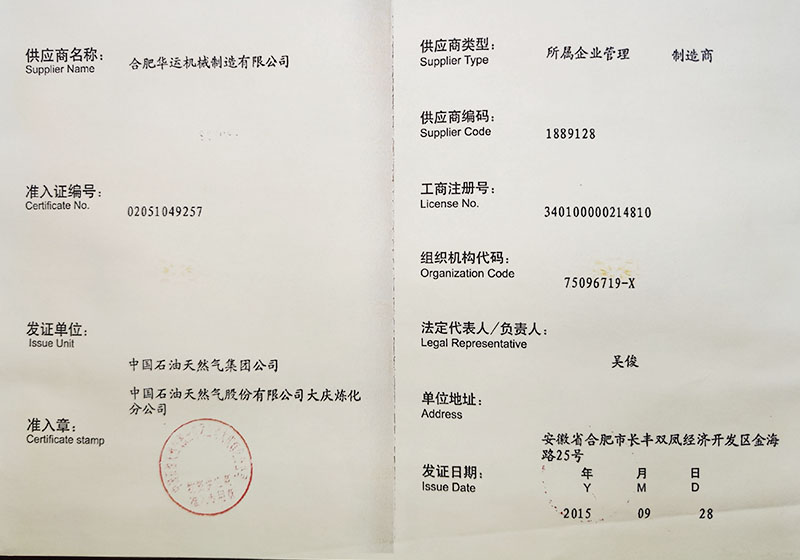 供应商名称：
Supplier Name
合肥华运机械制造有限公司
准入证编号：
Certificate No.
02051049257
发证单位：
Issue Unit
中国石油天然气集团公司
中国石油天然气股份有限公司大庆炼化
分公司
准入章：
Certificate stamp
供应商类型：
Supplier Type
所属企业管理 制造商
供应商编码：
Supplier Code
1889128
工商注册号：
License No.
340100000214810
组织机构代码：
Organization Code
75096719-X
法定代表人/负责人：
Legal Representative
吴俊
单位地址：
Address
安徽省合肥市长丰双凤经济开发区金海
路25号
发证日期：
Issue Date
年 月 日
Y M D
2015 09 28